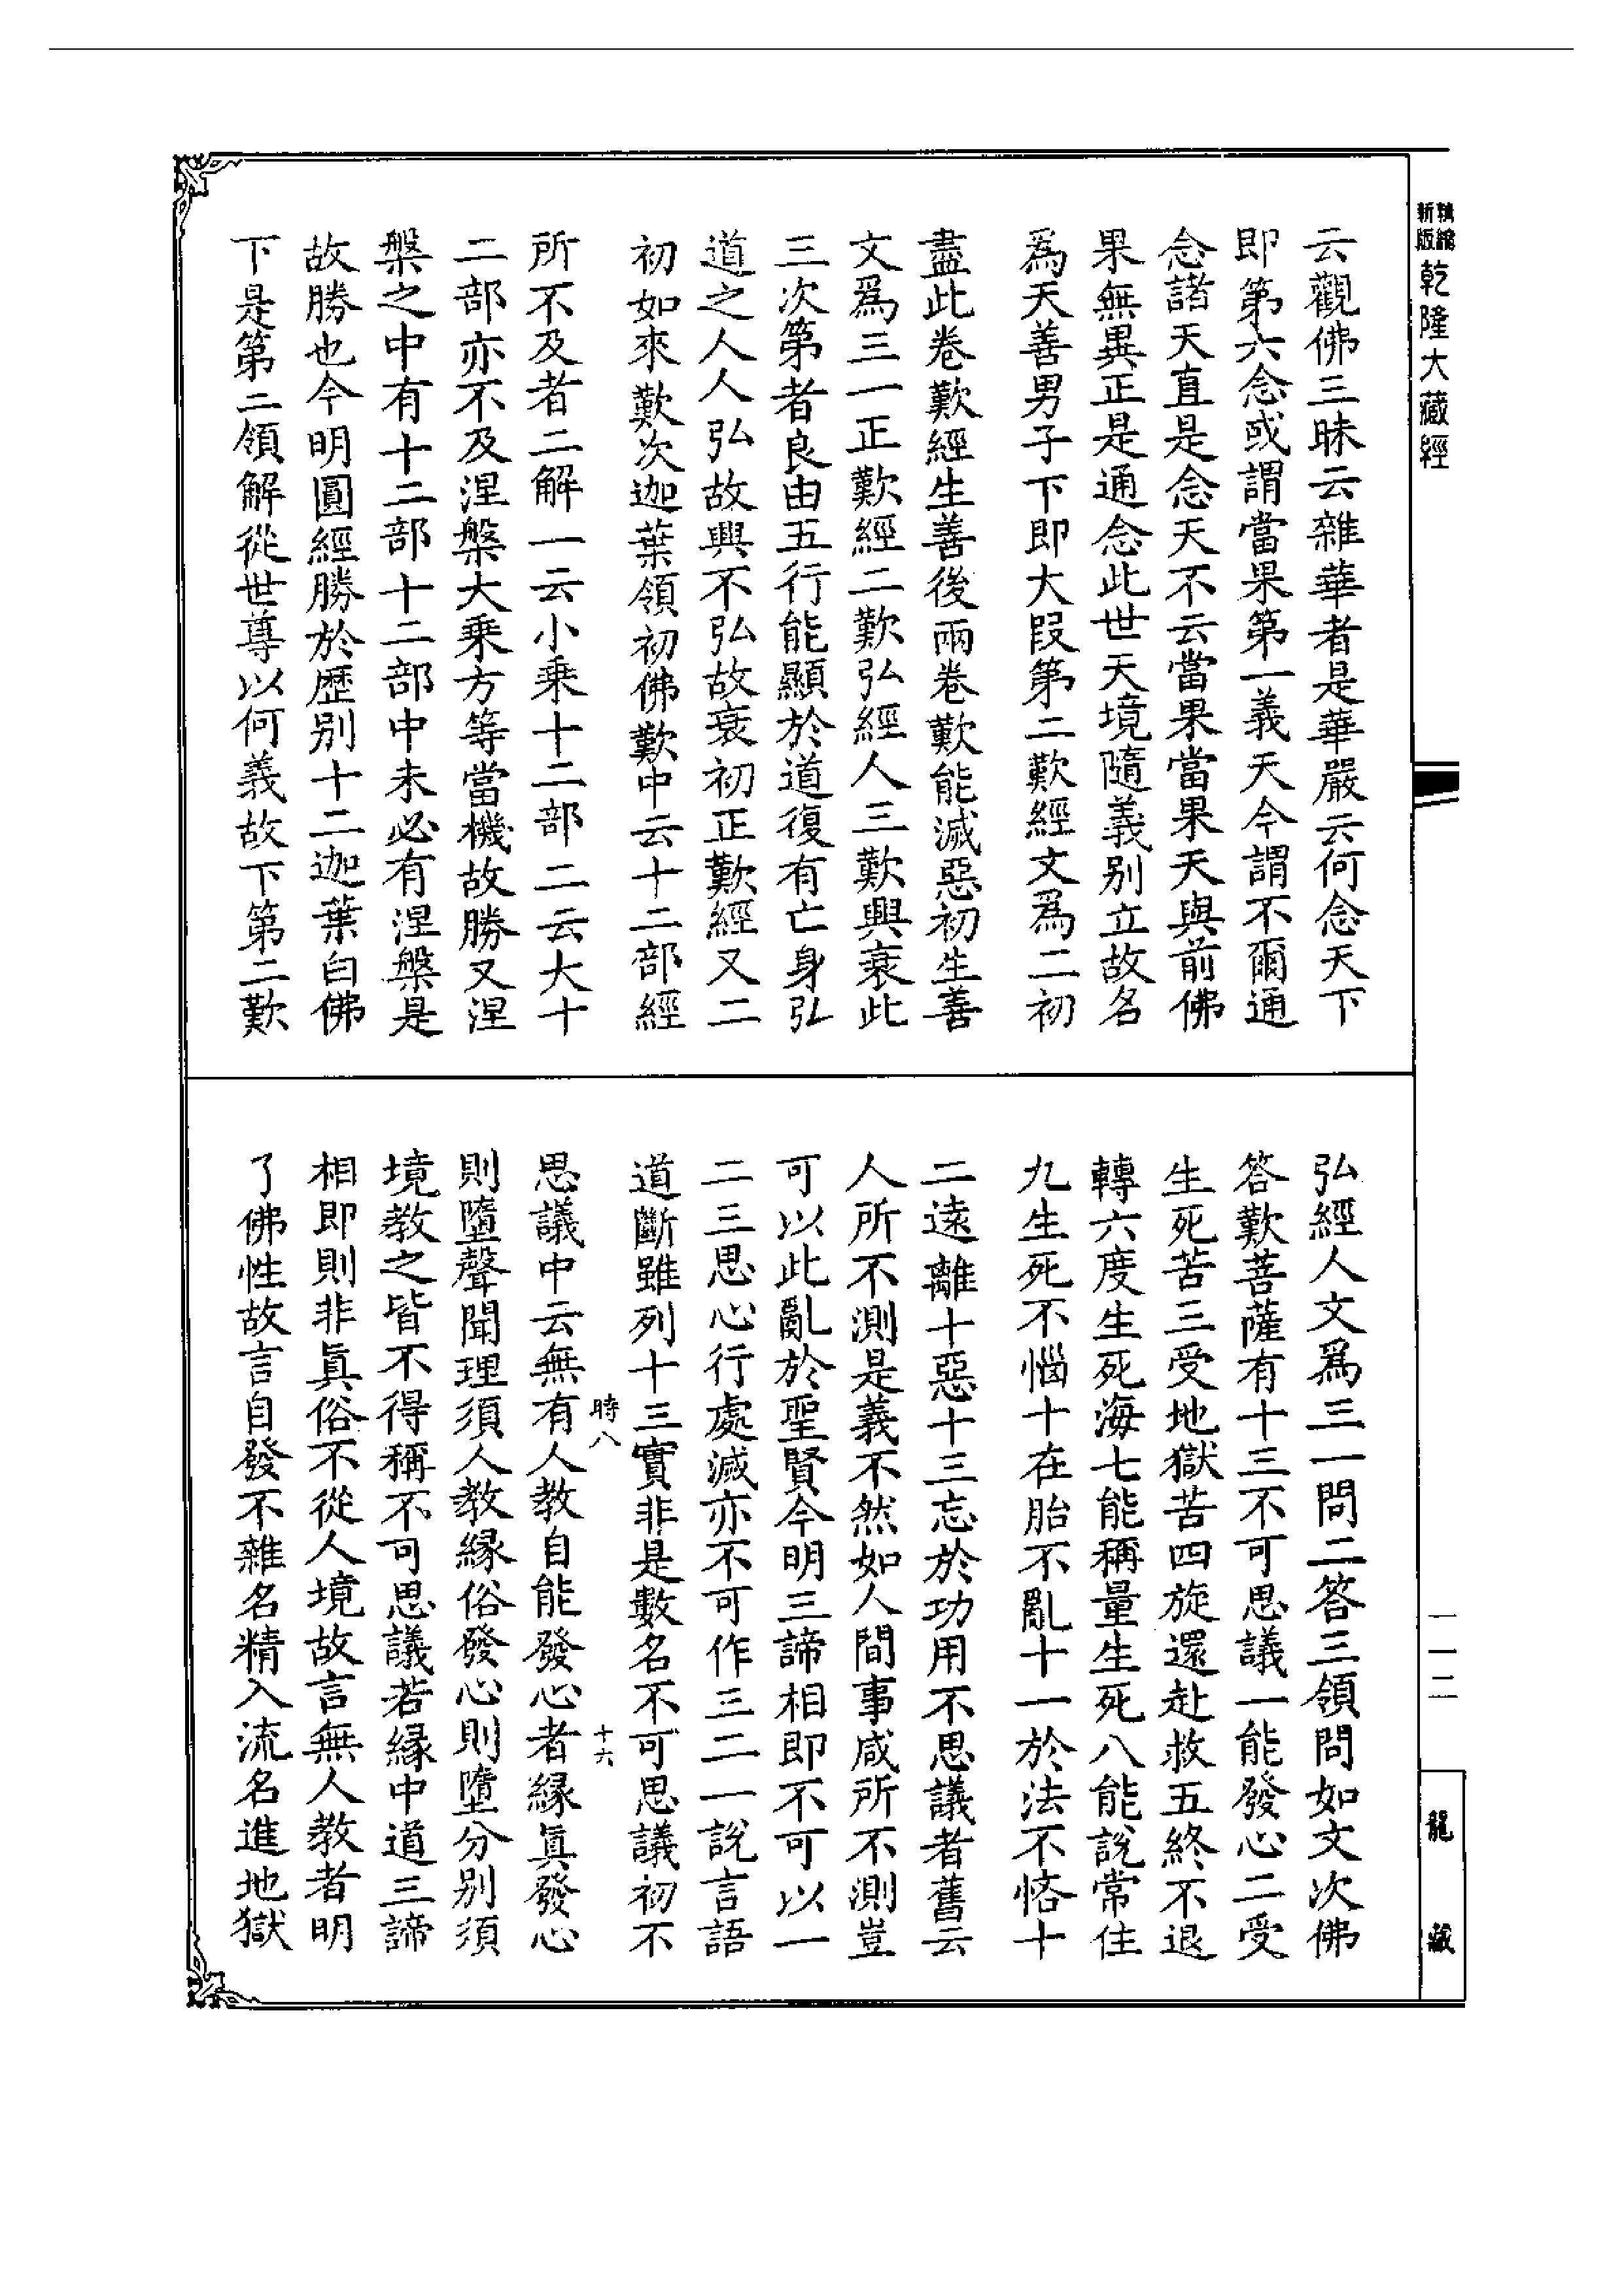 新版
乾隆大藏經
云觀佛三昧云雜華者是華嚴云何念天下
即第六念或謂當果第一義天今謂不爾通
念諸天直是念天不云當果當果天與前佛
果無異正是通念此世天境隨義別立故名
為天善男子下即大段第二歎經文為二初
盡此卷歎經生善後兩卷歎能滅惡初生善
文為三一正歎經二歎弘經人三歎興衰此
三次第者良由五行能顯於道復有亡身弘
道之人人弘故興不弘故衰初正歎經又二
初如來歎次迦葉領初佛歎中云十二部經
所不及者二解一云小乘十二部二云大十
二部亦不及涅槃大乘方等當機故勝又涅
槃之中有十二部十二部中未必有涅槃是
故勝也今明圓經勝於歷別十二迦葉白佛
下是第二領解從世尊以何義故下第二歎
弘經人文為三一問二答三領問如文次佛
答歎菩薩有十三不可思議一能發心二受
生死苦三受地獄苦四旋還赴救五終不退
轉六度生死海七能稱量生死八能說常住
九生死不惱十在胎不亂十一於法不悋十
二遠離十惡十三忘於功用不思議者舊云
人所不測是義不然如人間事咸所不測豈
可以此亂於聖賢今明三諦相即不可以一
二三思心行處滅亦不可作三二一說言語
道斷雖列十三實非是數名不可思議初不
時八
十六
思議中云無有人教自能發心者緣真發心
則墮聲聞理須人教緣俗發心則墮分別須
境教之皆不得稱不可思議若緣中道三諦
相即則非真俗不從人境故言無人教者明
了佛性故言自發不雜名精入流名進地獄
一一二
龍藏